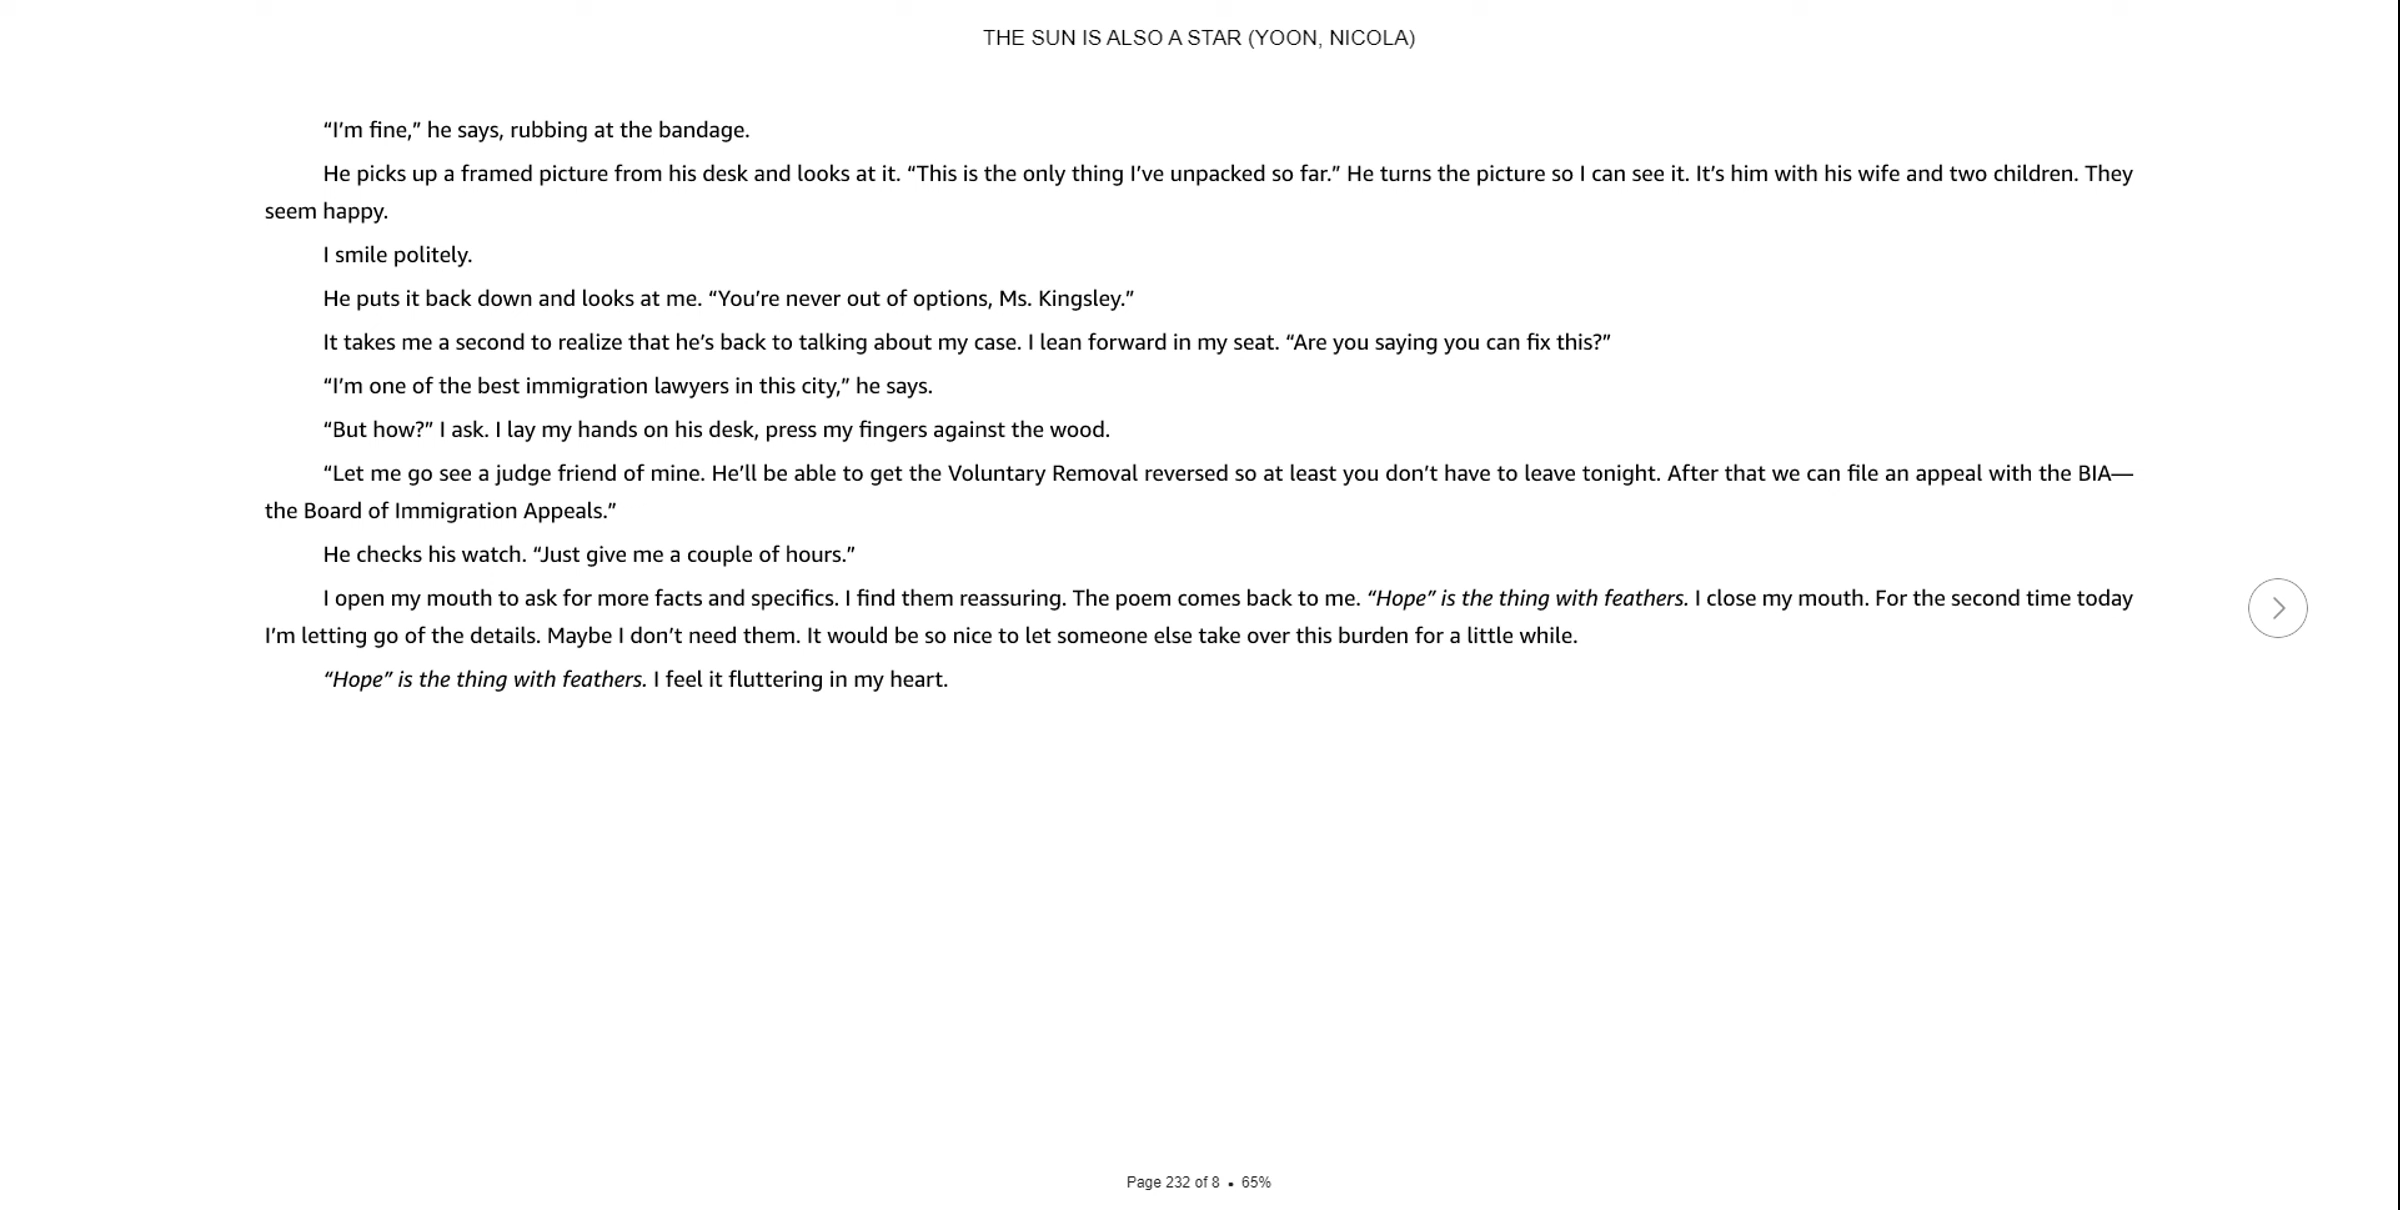 THE SUN IS ALSO A STAR (YOON, NICOLA)
“I’m fine,” he says, rubbing at the bandage.
He picks up a framed picture from his desk and looks at it. “This is the only thing I’ve unpacked so far.” He turns the picture so I can see it. It’s him with his wife and two children. They
seem happy.
I smile politely.
He puts it back down and looks at me. “You’re never out of options, Ms. Kingsley.”
It takes me a second to realize that he’s back to talking about my case. I lean forward in my seat. “Are you saying you can fix this?”
“I’m one of the best immigration lawyers in this city,” he says.
“But how?” I ask. I lay my hands on his desk, press my fingers against the wood.
“Let me go see a judge friend of mine. He’ll be able to get the Voluntary Removal reversed so at least you don’t have to leave tonight. After that we can file an appeal with the BIA—
the Board of Immigration Appeals.”
He checks his watch. “Just give me a couple of hours.”
I open my mouth to ask for more facts and specifics. I find them reassuring. The poem comes back to me. “Hope” is the thing with feathers. I close my mouth. For the second time today
I’m letting go of the details. Maybe I don’t need them. It would be so nice to let someone else take over this burden for a little while.
“Hope” is the thing with feathers. I feel it fluttering in my heart.
Page 232 of 8 • 65%